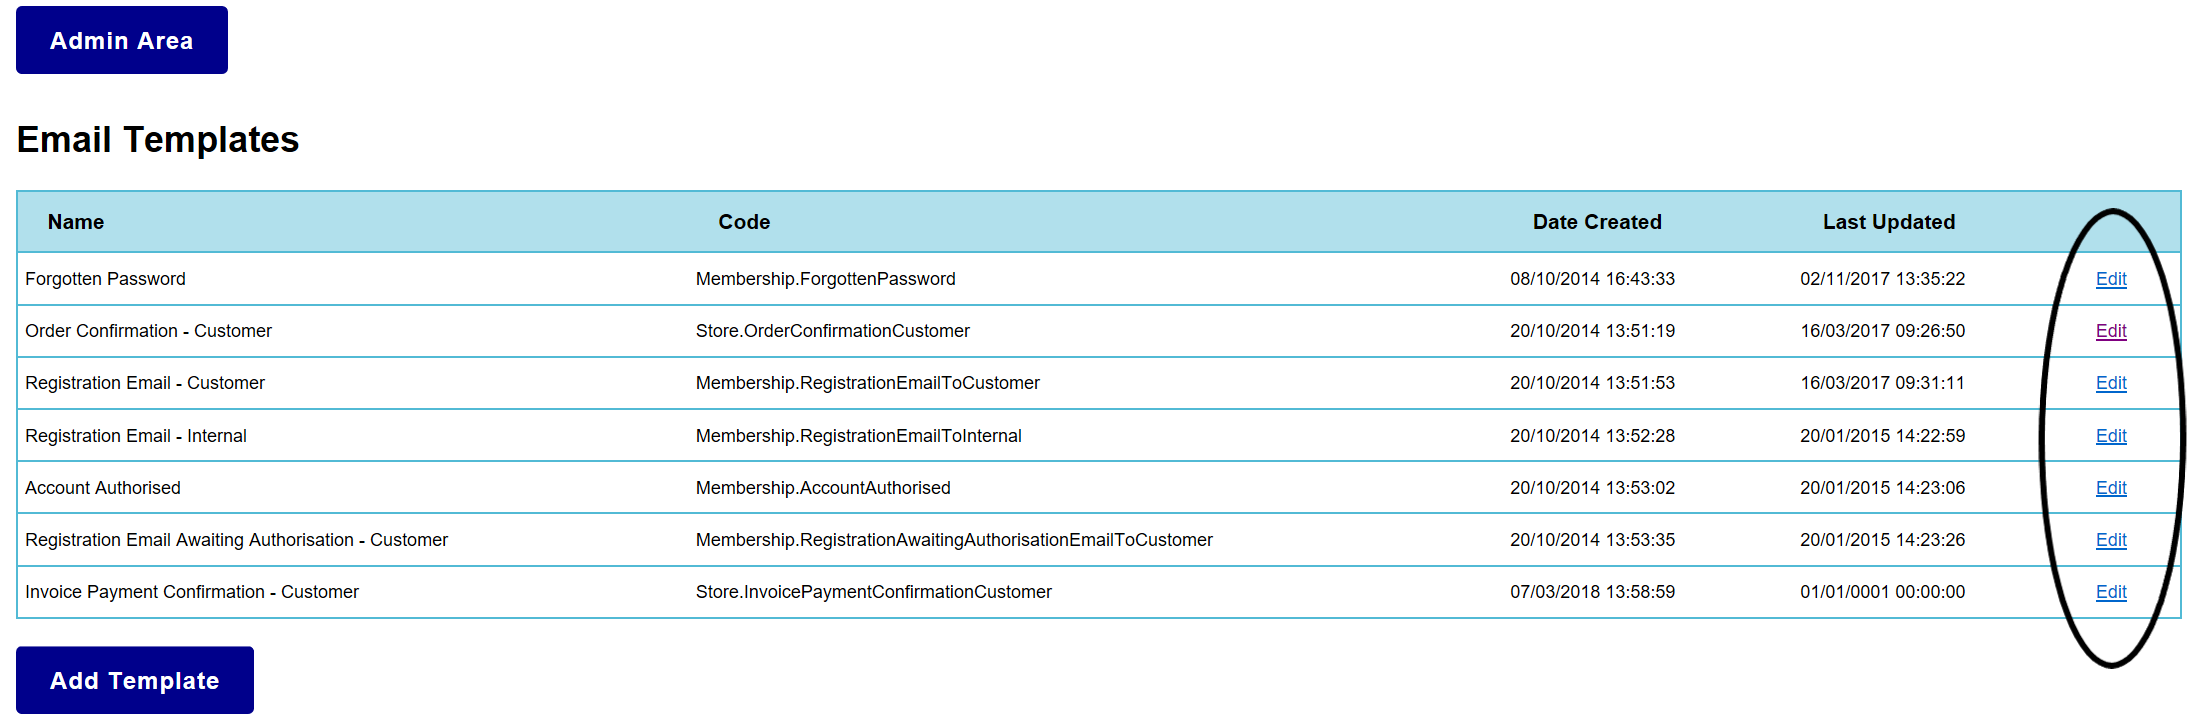 Admin Area
Email Templates
Name Code Date Created Last Updated
Forgotten Password Membership.ForgottenPassword 08/10/2014 16:43:33 02/11/2017 13:35:22 Edit
Order Confirmation - Customer Store.OrderConfirmationCustomer 20/10/2014 13:51:19 16/03/2017 09:26:50 Edit
Registration Email - Customer Membership.RegistrationEmailToCustomer 20/10/2014 13:51:53 16/03/2017 09:31:11 Edit
Registration Email - Internal Membership.RegistrationEmailToInternal 20/10/2014 13:52:28 20/01/2015 14:22:59 Edit
Account Authorised Membership.AccountAuthorised 20/10/2014 13:53:02 20/01/2015 14:23:06 Edit
Registration Email Awaiting Authorisation - Customer Membership.RegistrationAwaitingAuthorisationEmailToCustomer 20/10/2014 13:53:35 20/01/2015 14:23:26 Edit
Invoice Payment Confirmation - Customer Store.InvoicePaymentConfirmationCustomer 07/03/2018 13:58:59 01/01/0001 00:00:00 Edit
Add Template